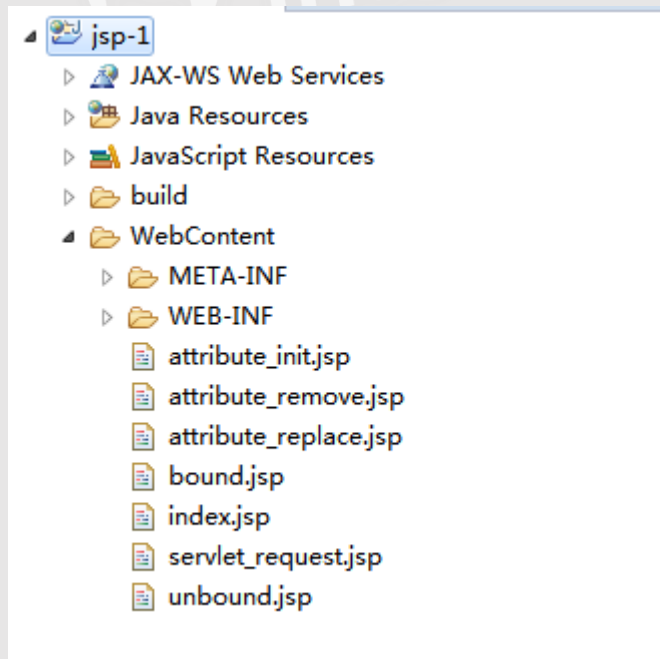 jsp-1
JAX-WS Web Services
Java Resources
JavaScript Resources
build
WebContent
META-INF
WEB-INF
attribute_init.jsp
attribute_remove.jsp
attribute_replace.jsp
bound.jsp
index.jsp
servlet_request.jsp
unbound.jsp